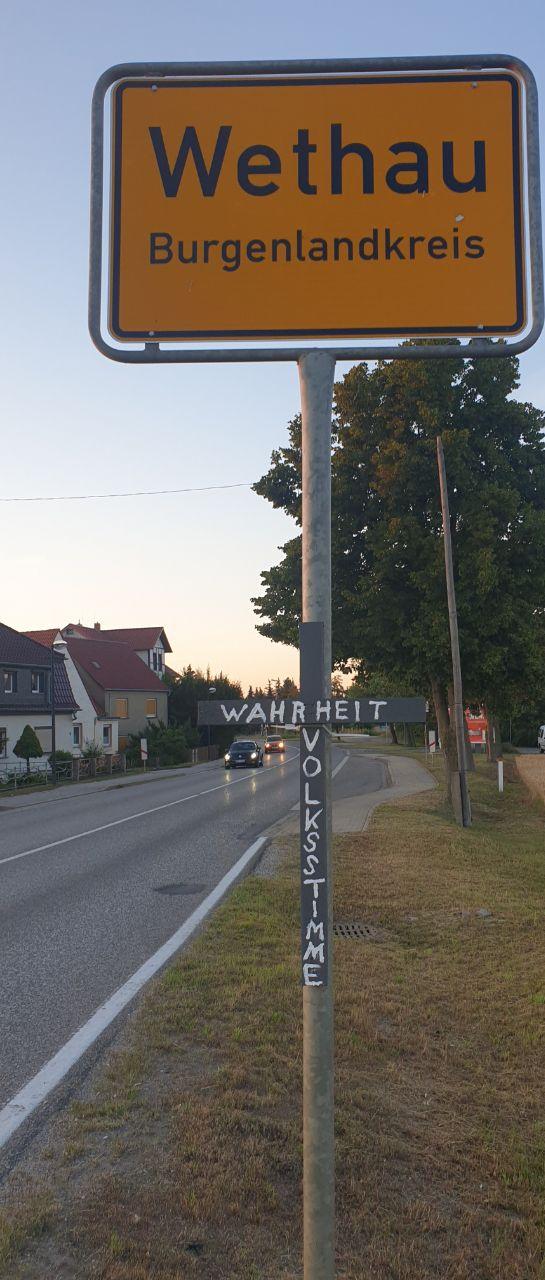 Wethau
Burgenlandkreis
WAHRHEIT
VOLKSSTIMME